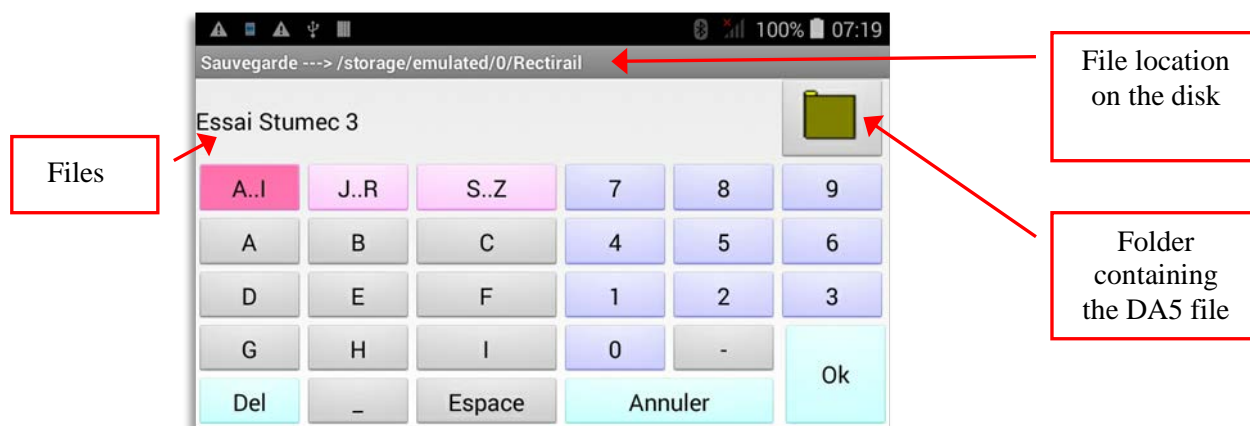 100% 07:19
Sauvegarde ---> /storage/emulated/0/Rectirail
File location
on the disk
Essai Stumec 3
Files
A..I J..R S..Z 7 8 9
A B C 4 5 6
Folder
containing
the DA5 file
D E F 1 2 3
G H I 0 -
Ok
Del _ Espace Annuler